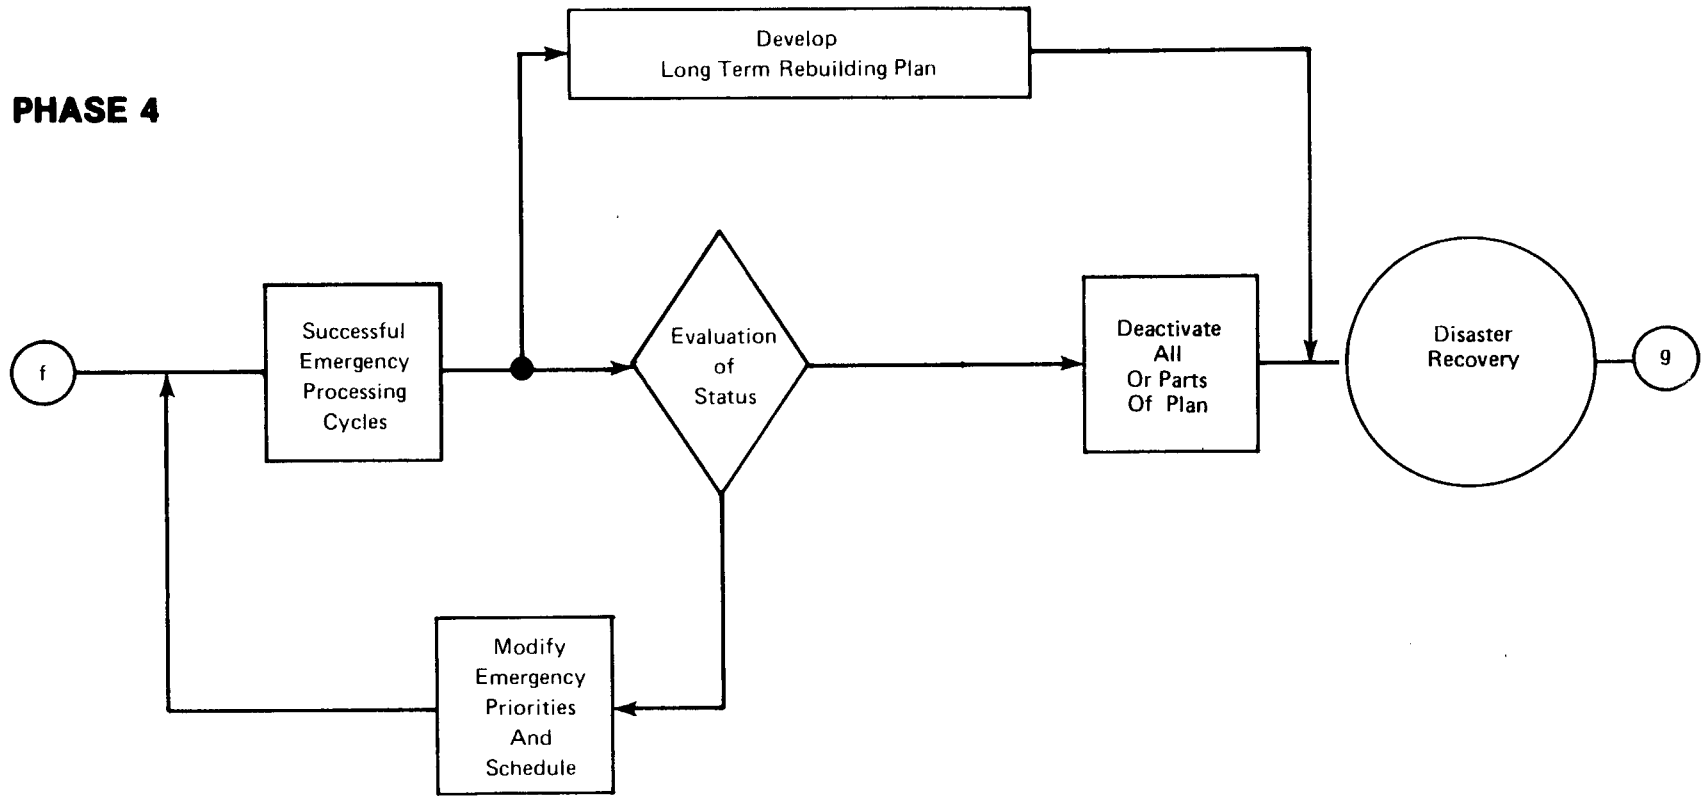 PHASE 4
Develop
Long Term Rebuilding Plan
f
Successful
Emergency
Processing
Cycles
Evaluation
of
Status
Deactivate
All
Or Parts
Of Plan
Disaster
Recovery
g
Modify
Emergency
Priorities
And
Schedule